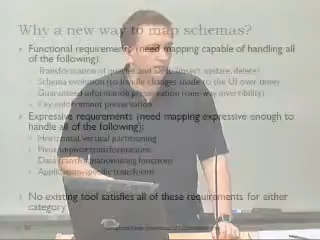 Why a new way to map schemas?
Functional requirements (need mapping capable of handling all
of the following):
Transformation of queries and DML (insert, update, delete)
Schema evolution (to handle changes made to the UI over time)
Guaranteed information preservation (one-way invertibility)
Key enforcement preservation
Expressive requirements (need mapping expressive enough to
handle all of the following):
Horizontal/vertical partitioning
Pivot/unpivot transformations
Data transformation using functions
Application-specific transforms
No existing tool satisfies all of these requirements for either
category